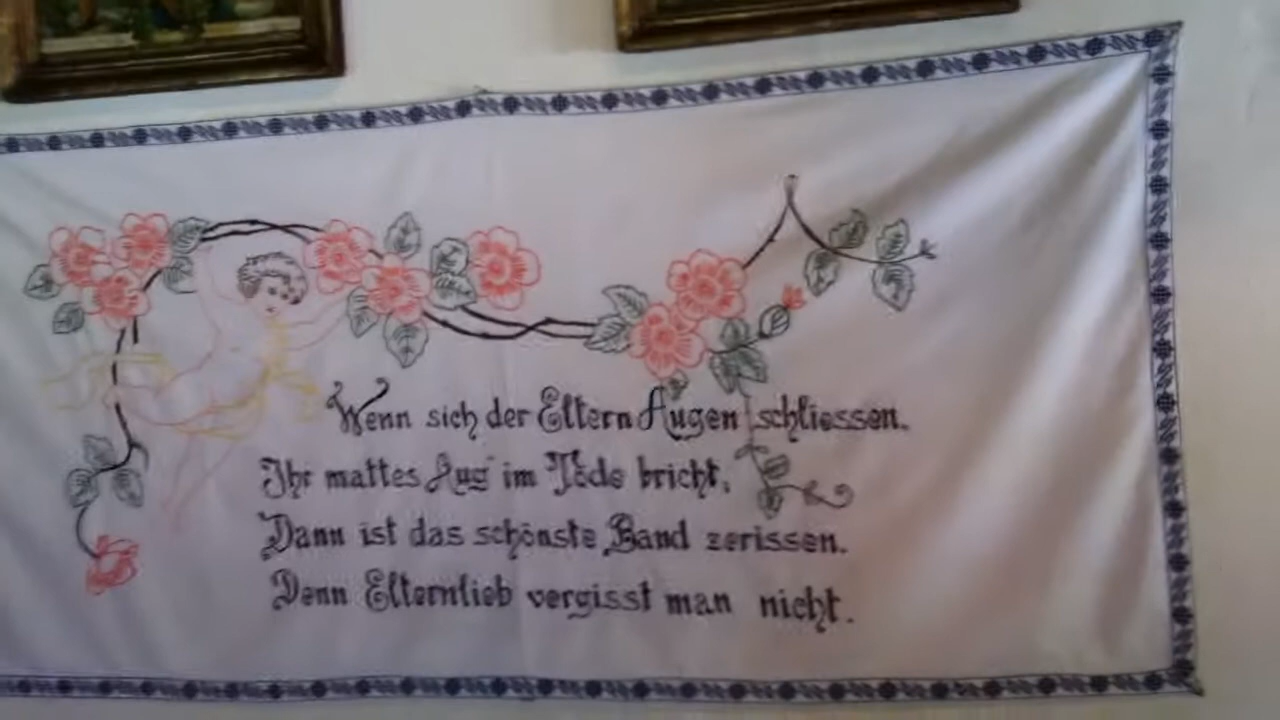 Wenn sich der Eltern Augen schliessen.
Ihr mattes Aug im Tode bricht,
Dann ist das schönste Band zerissen.
Denn Elternlieb vergisst man nicht.